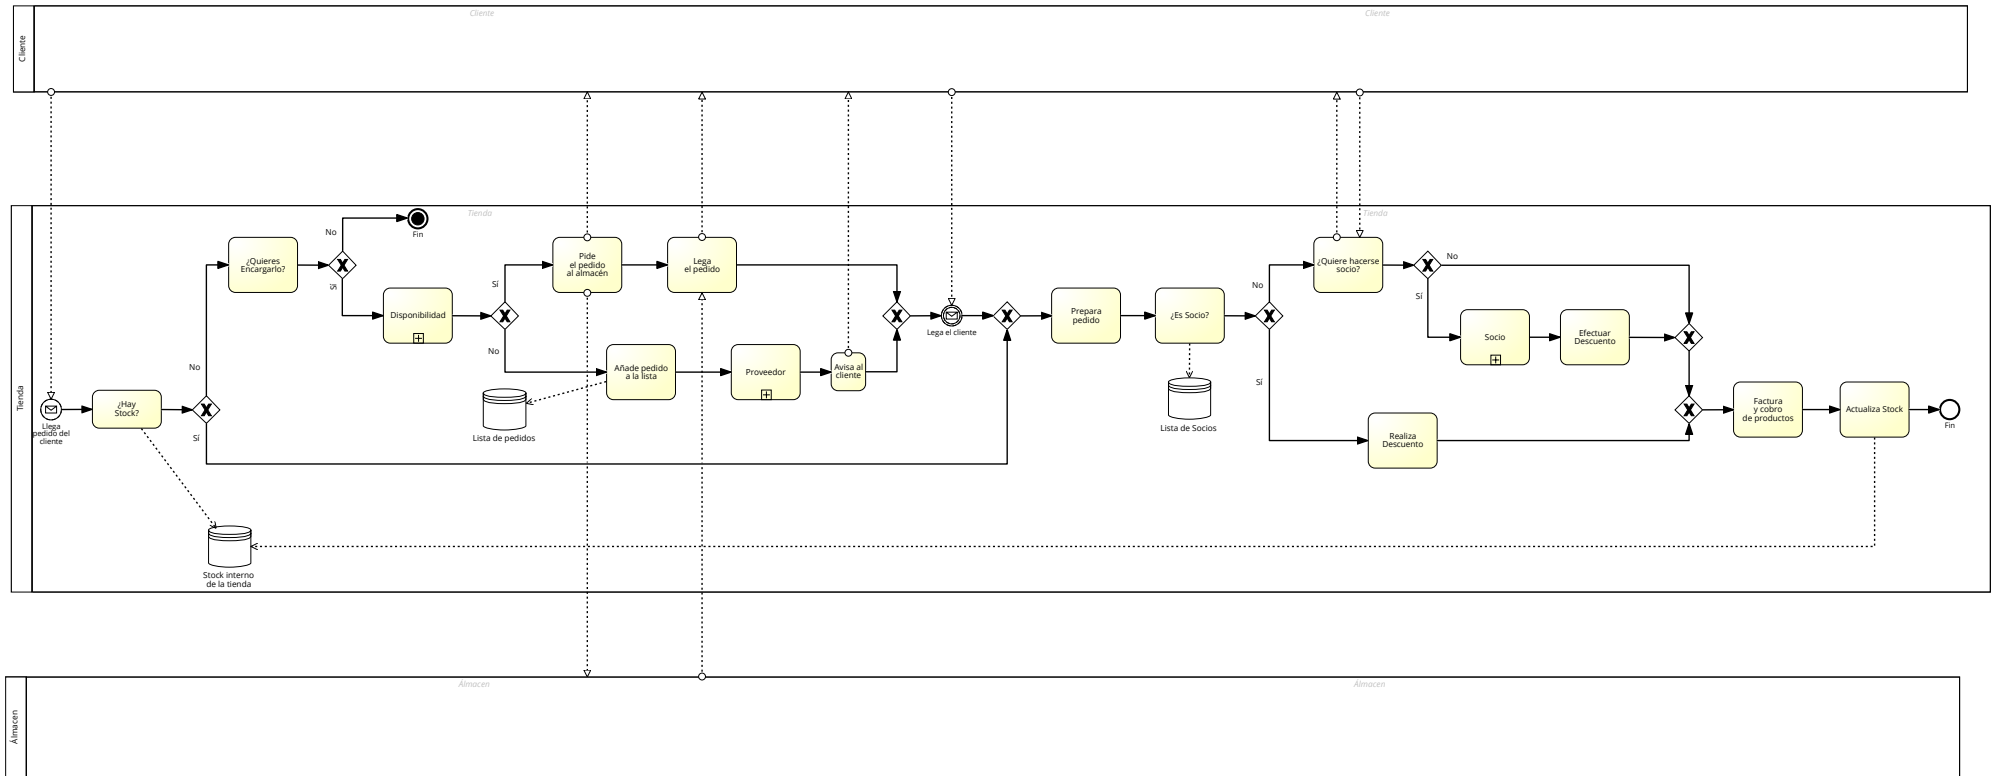 Cliente
Cliente
Cliente
Tienda
Tienda
Tienda
No
Fin
¿Quieres
Encargarlo?
Sí
Disponibilidad
Sí
No
Pide
el pedido
al almacén
Lega
el pedido
Añade pedido
a la lista
Proveedor
Avisa al
cliente
Lista de pedidos
Lega el cliente
Prepara
pedido
¿Es Socio?
Lista de Socios
No
Sí
¿Quiere hacerse
socio?
No
Sí
Socio
Efectuar
Descuento
Realiza
Descuento
Factura
y cobro
de productos
Actualiza Stock
Fin
Llega
pedido del
cliente
¿Hay
Stock?
No
Sí
Stock interno
de la tienda
Almacen
Almacen
Almacen